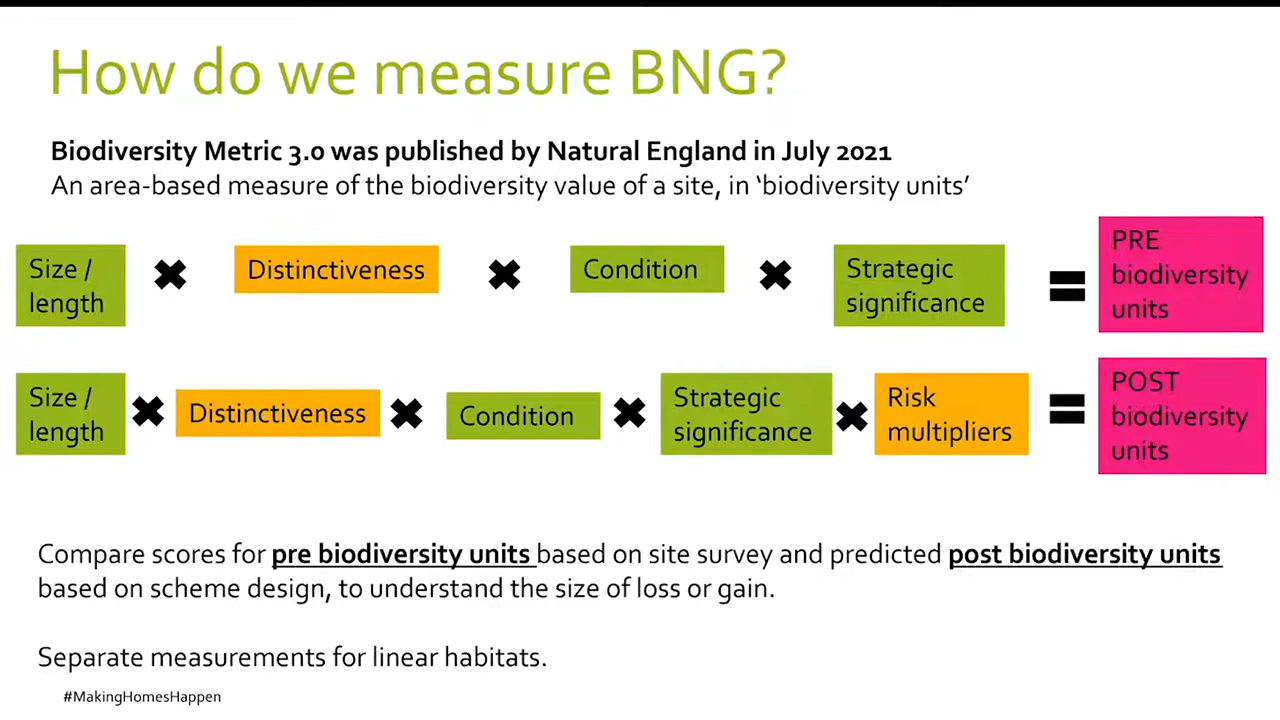 How do we measure BNG?
Biodiversity Metric 3.0 was published by Natural England in July 2021
An area-based measure of the biodiversity value of a site, in ‘biodiversity units’
Size /
length
✖
Distinctiveness
✖
Condition
✖
Strategic
significance
=
PRE
biodiversity
units
Size /
length
✖
Distinctiveness
✖
Condition
✖
Strategic
significance
✖
Risk
multipliers
=
POST
biodiversity
units
Compare scores for pre biodiversity units based on site survey and predicted post biodiversity units
based on scheme design, to understand the size of loss or gain.
Separate measurements for linear habitats.
#MakingHomesHappen